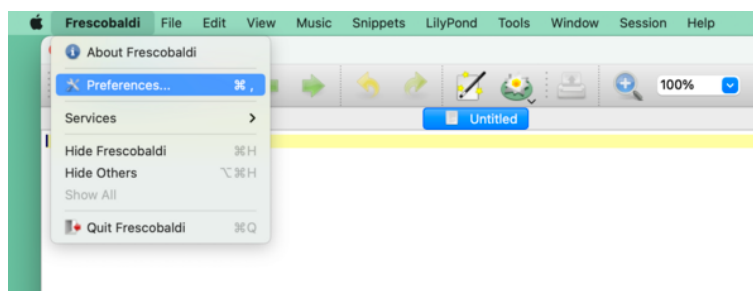 Frescobaldi File Edit View Music Snippets LilyPond Tools Window Session Help
About Frescobaldi
Preferences... ⌘ ,
100%
Services
Untitled
Hide Frescobaldi ⌘H
Hide Others ⌥⌘H
Show All
Quit Frescobaldi ⌘Q